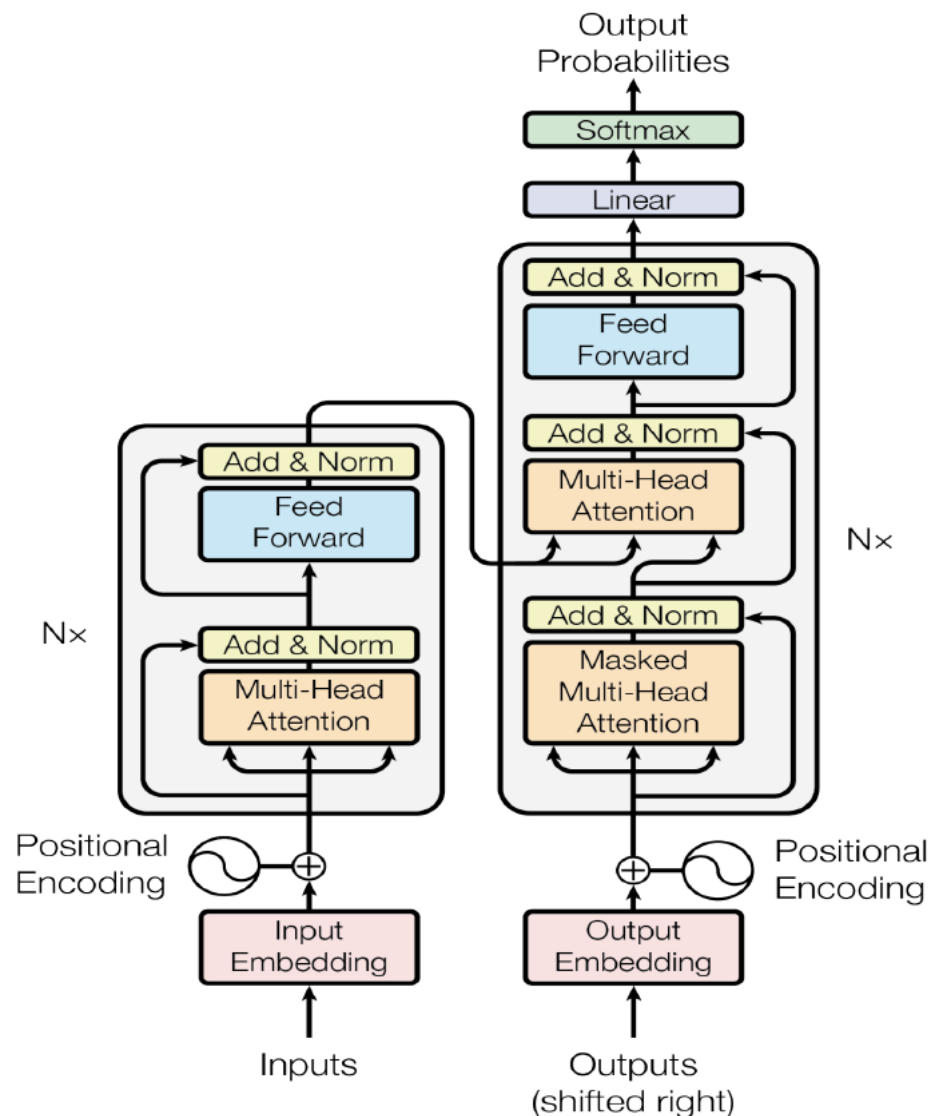 Output
Probabilities
Softmax
Linear
Add & Norm
Feed
Forward
Add & Norm
Multi-Head
Attention
Add & Norm
Masked
Multi-Head
Attention
Nx
Add & Norm
Feed
Forward
Add & Norm
Multi-Head
Attention
Nx
Positional
Encoding
Positional
Encoding
Input
Embedding
Output
Embedding
Inputs
Outputs
(shifted right)